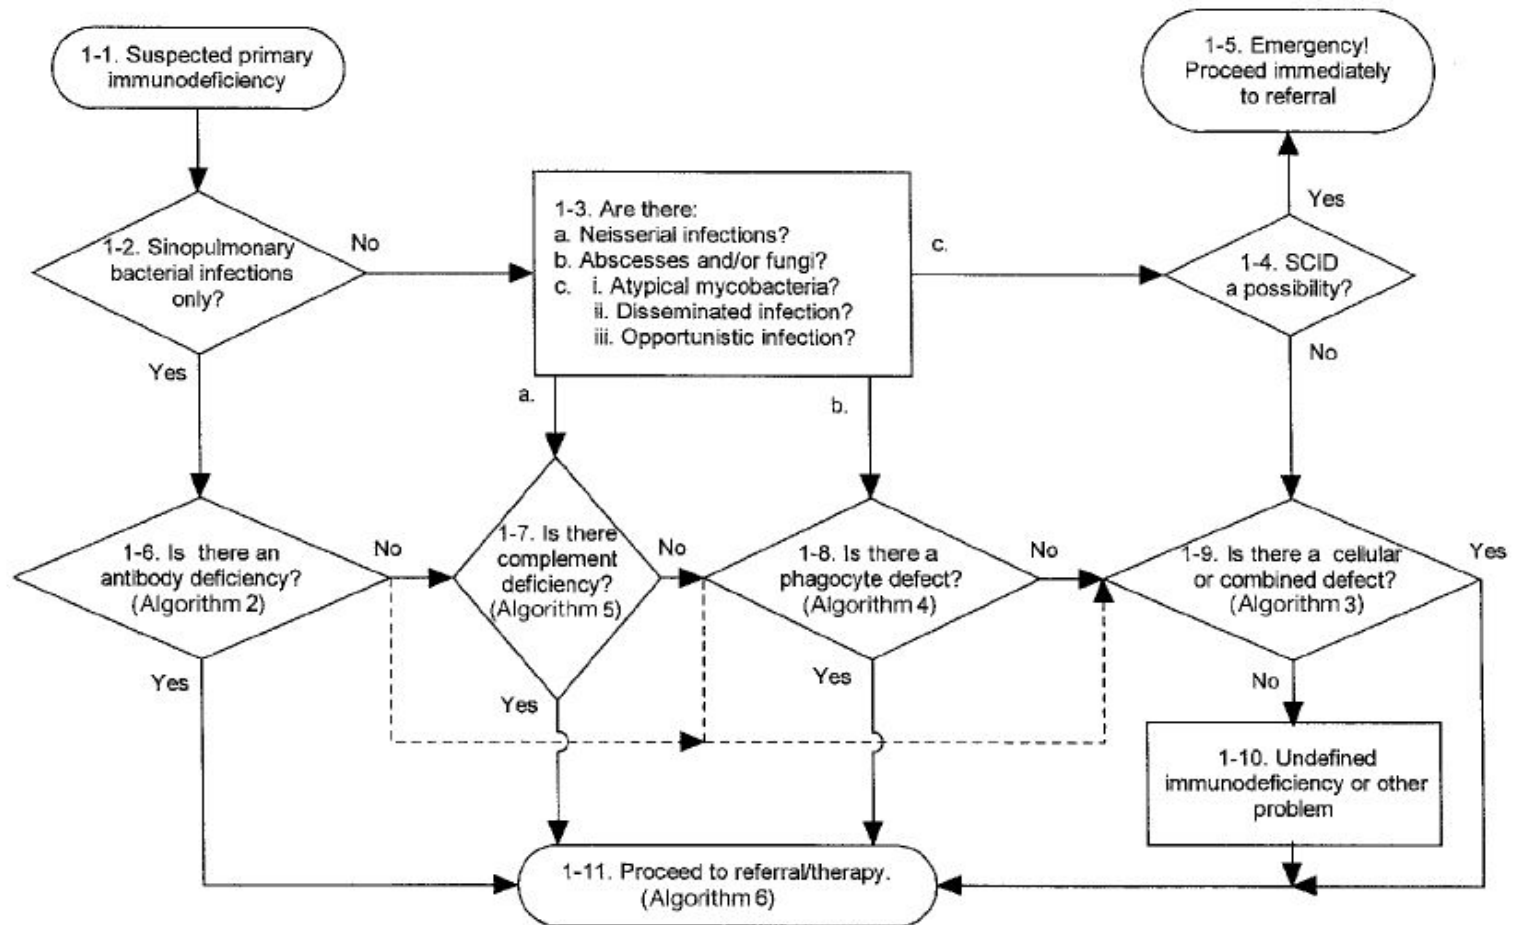 1-1. Suspected primary
immunodeficiency
1-5. Emergency!
Proceed immediately
to referral
1-2. Sinopulmonary
bacterial infections
only?
No
Yes
1-3. Are there:
a. Neisserial infections?
b. Abscesses and/or fungi?
c. i. Atypical mycobacteria?
ii. Disseminated infection?
iii. Opportunistic infection?
a.
b.
c.
Yes
1-4. SCID
a possibility?
No
1-6. Is there an
antibody deficiency?
(Algorithm 2)
No
Yes
1-7. Is there
complement
deficiency?
(Algorithm 5)
No
Yes
1-8. Is there a
phagocyte defect?
(Algorithm 4)
No
Yes
1-9. Is there a cellular
or combined defect?
(Algorithm 3)
Yes
No
1-10. Undefined
immunodeficiency or other
problem
1-11. Proceed to referral/therapy.
(Algorithm 6)